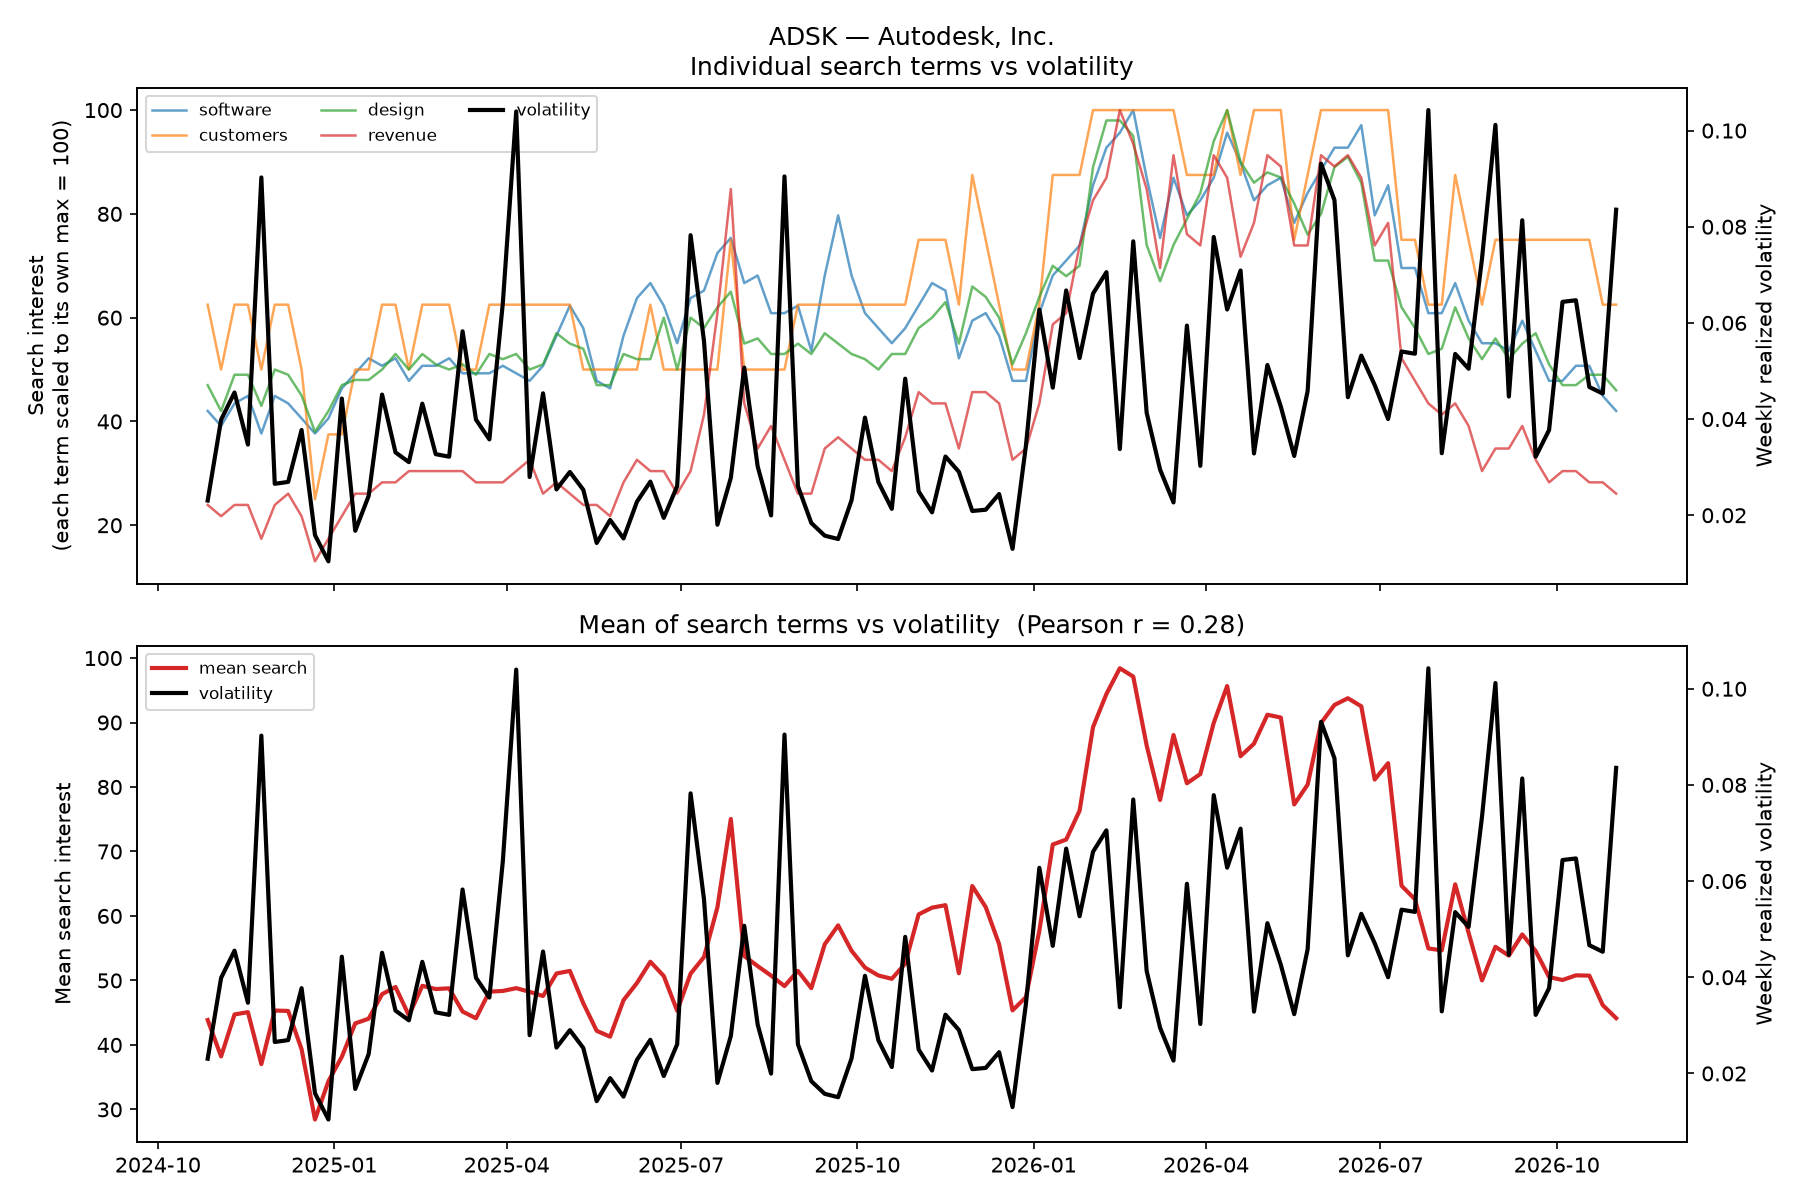 ADSK — Autodesk, Inc.
Individual search terms vs volatility
software
customers
design
revenue
volatility
Search interest
(each term scaled to its own max = 100)
100
80
60
40
20
0.10
0.08
0.06
0.04
0.02
Weekly realized volatility
Mean of search terms vs volatility (Pearson r = 0.28)
mean search
volatility
Mean search interest
100
90
80
70
60
50
40
30
0.10
0.08
0.06
0.04
0.02
Weekly realized volatility
2024-10 2025-01 2025-04 2025-07 2025-10 2026-01 2026-04 2026-07 2026-10